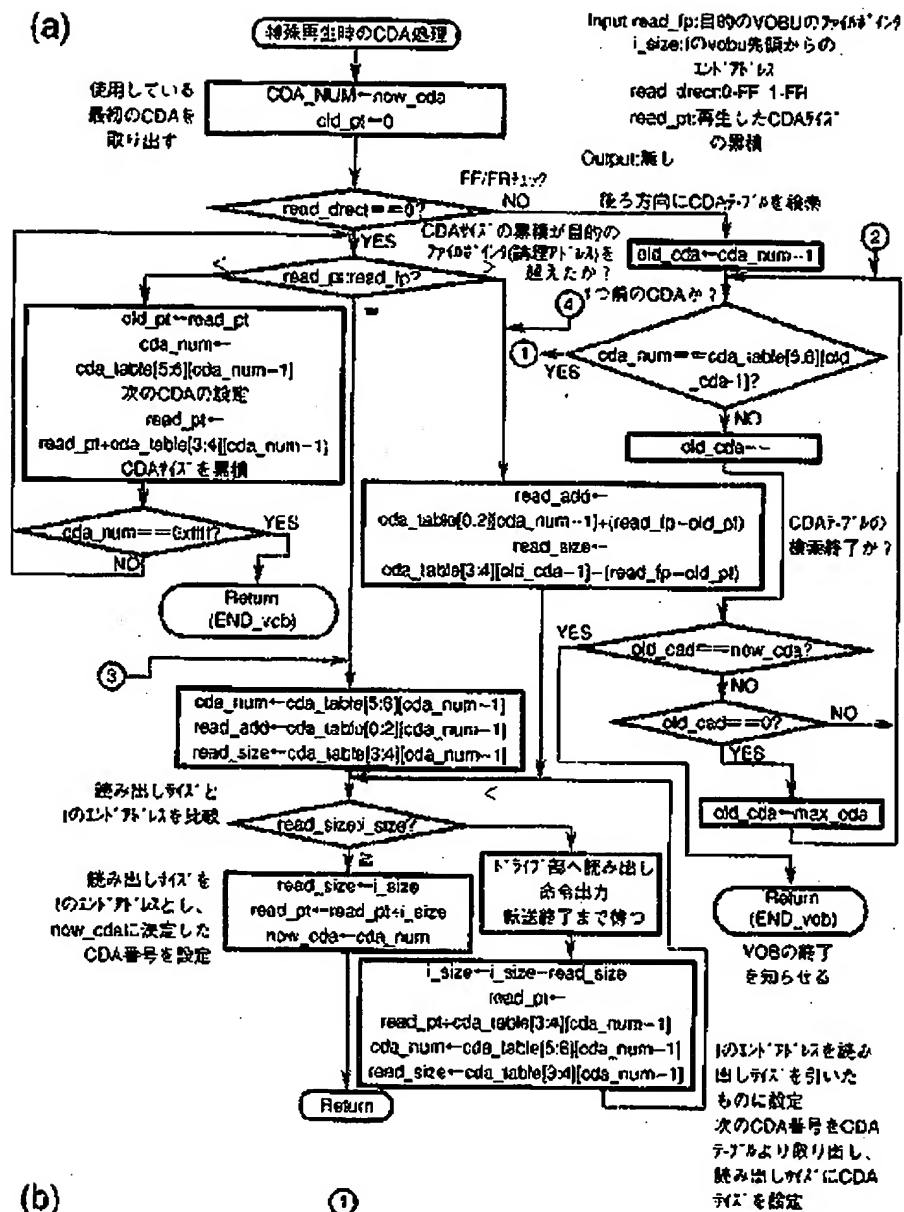 (a)
特殊再生時のCDA処理
Input read_fp:目的のVOBUのファイルポインタ
i_size:Iのvobu先頭からの
エンドアドレス
read_direct:0-FF 1-FR
read_pt:再生したCDAサイズ
の累積
Output:無し
使用している
最初のCDAを
取り出す
CDA_NUM←now_cda
old_pt←0
FF/FRチェック
read_drect==0?
NO
YES
後ろ方向にCDAテーブルを検索
old_cda←cda_num-1
②
CDAサイズの累積が目的の
ファイルポインタ(論理アドレス)を
越えたか?
read_pt:read_fp?
<
>
=
1つ前のCDAか?
④
①
cda_num==cda_table[5:6][old
_cda-1]?
YES
NO
old_cda--
old_pt←read_pt
cda_num←
cda_table[5:6][cda_num-1]
次のCDAの設定
read_pt←
read_pt+cda_table[3:4][cda_num-1]
CDAサイズを累積
cda_num==0xffff?
YES
NO
Return
(END_vob)
read_add←
cda_table[0:2][cda_num-1]+(read_fp-old_pt)
read_size←
cda_table[3:4][old_cda-1]-(read_fp-old_pt)
CDAテーブルの
検索終了か?
YES
old_cad==now_cda?
NO
old_cad==0?
NO
YES
old_cda←max_cda
Return
(END_vob)
VOBの終了
を知らせる
③
cda_num←cda_table[5:6][cda_num-1]
read_add←cda_table[0:2][cda_num-1]
read_size←cda_table[3:4][cda_num-1]
読み出しサイズと
Iのエンドアドレスを比較
read_size:i_size?
<
≧
読み出しサイズを
Iのエンドアドレスとし、
now_cdaに決定した
CDA番号を設定
read_size←i_size
read_pt←read_pt+i_size
now_cda←cda_num
ドライブ部へ読み出し
命令出力
転送終了まで待つ
i_size←i_size-read_size
read_pt←
read_pt+cda_table[3:4][cda_num-1]
cda_num←cda_table[5:6][cda_num-1]
read_size←cda_table[3:4][cda_num-1]
Return
Iのエンドアドレスを読み
出しサイズを引いた
ものに設定
次のCDA番号をCDA
テーブルより取り出し、
読み出しサイズにCDA
サイズを設定
(b)
①